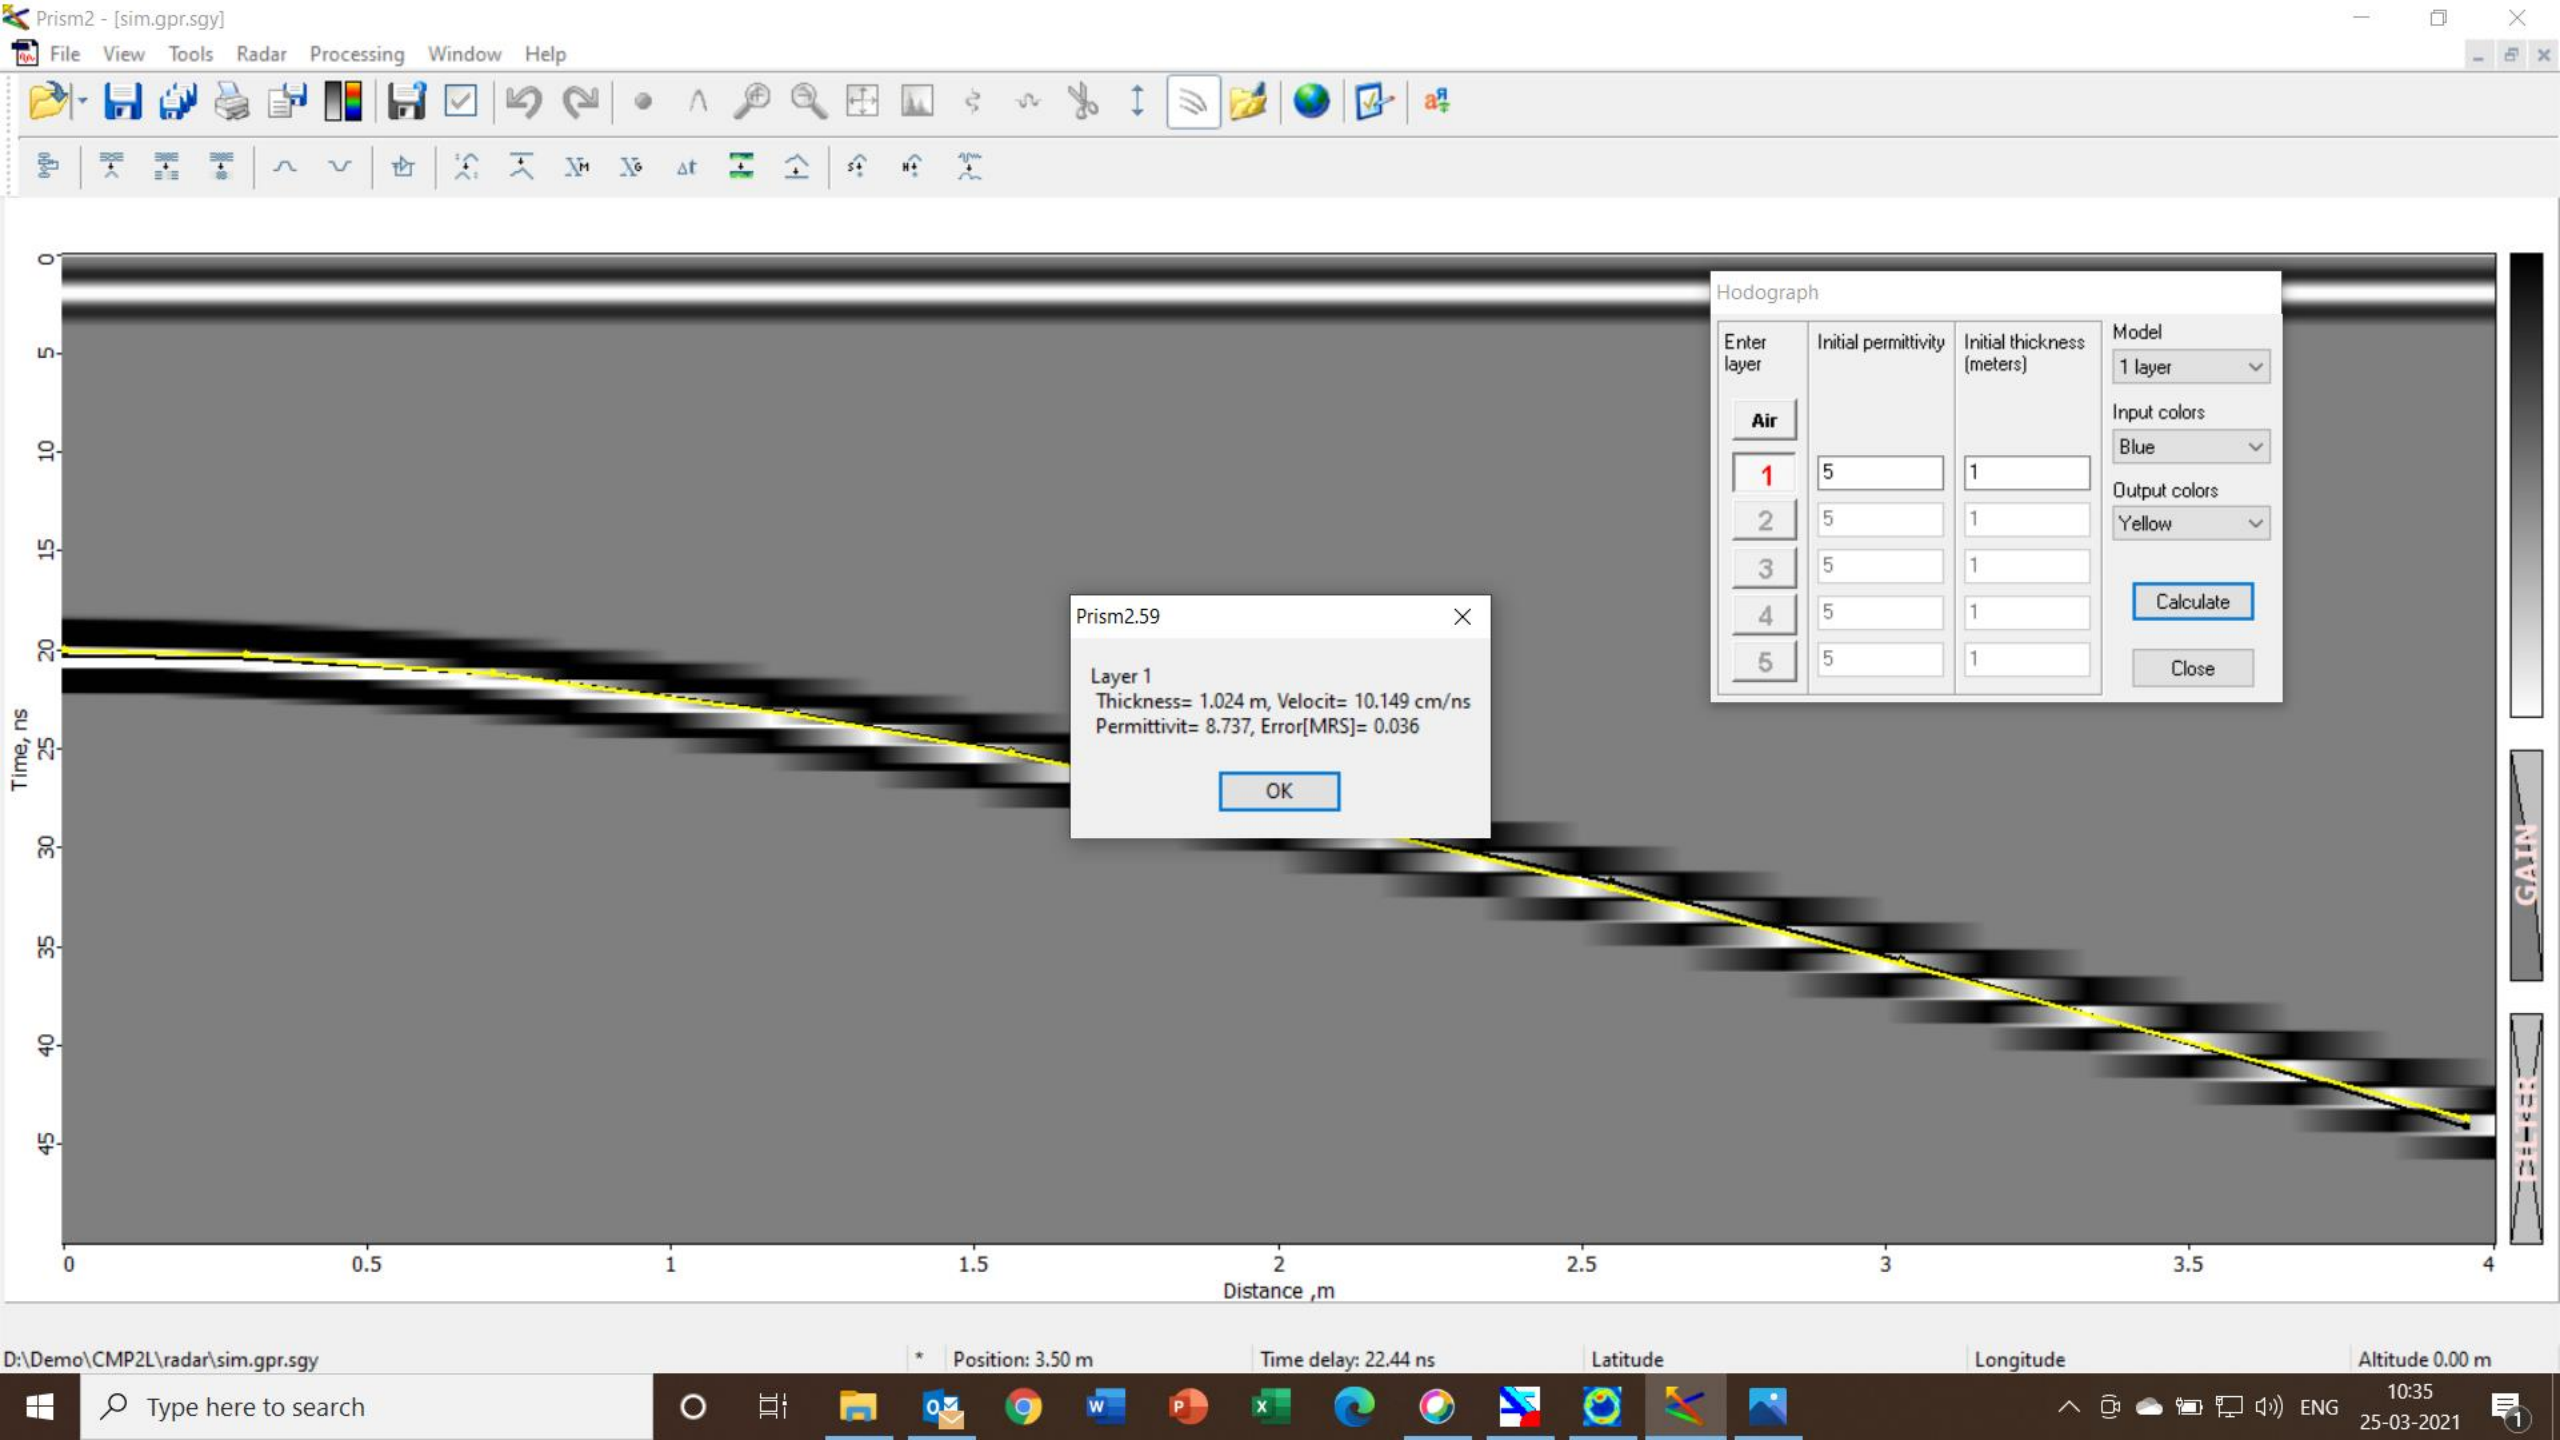 Prism2 - [sim.gpr.sgy]
File View Tools Radar Processing Window Help
0
5
10
15
20
25
30
35
40
45
Time, ns
0 0.5 1 1.5 2 2.5 3 3.5 4
Distance ,m
Hodograph
Enter layer
Initial permittivity
Initial thickness (meters)
Air
1 5 1
2 5 1
3 5 1
4 5 1
5 5 1
Model
1 layer
Input colors
Blue
Output colors
Yellow
Calculate
Close
Prism2.59
Layer 1
Thickness= 1.024 m, Velocit= 10.149 cm/ns
Permittivit= 8.737, Error[MRS]= 0.036
OK
GAIN
FILTER
D:\Demo\CMP2L\radar\sim.gpr.sgy * Position: 3.50 m Time delay: 22.44 ns Latitude Longitude Altitude 0.00 m
Type here to search
ENG
10:35
25-03-2021
1